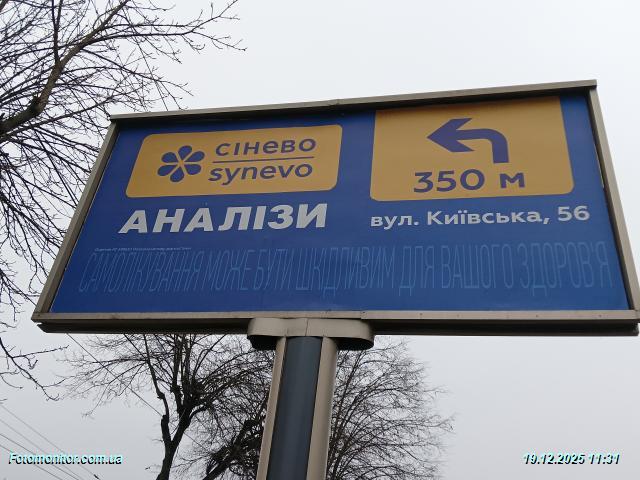 сінево
synevo
350 м
АНАЛІЗИ
вул. Київська, 56
САМОЛІКУВАННЯ МОЖЕ БУТИ ШКІДЛИВИМ ДЛЯ ВАШОГО ЗДОРОВ'Я
Fotomonitor.com.ua
19.12.2025 11:31